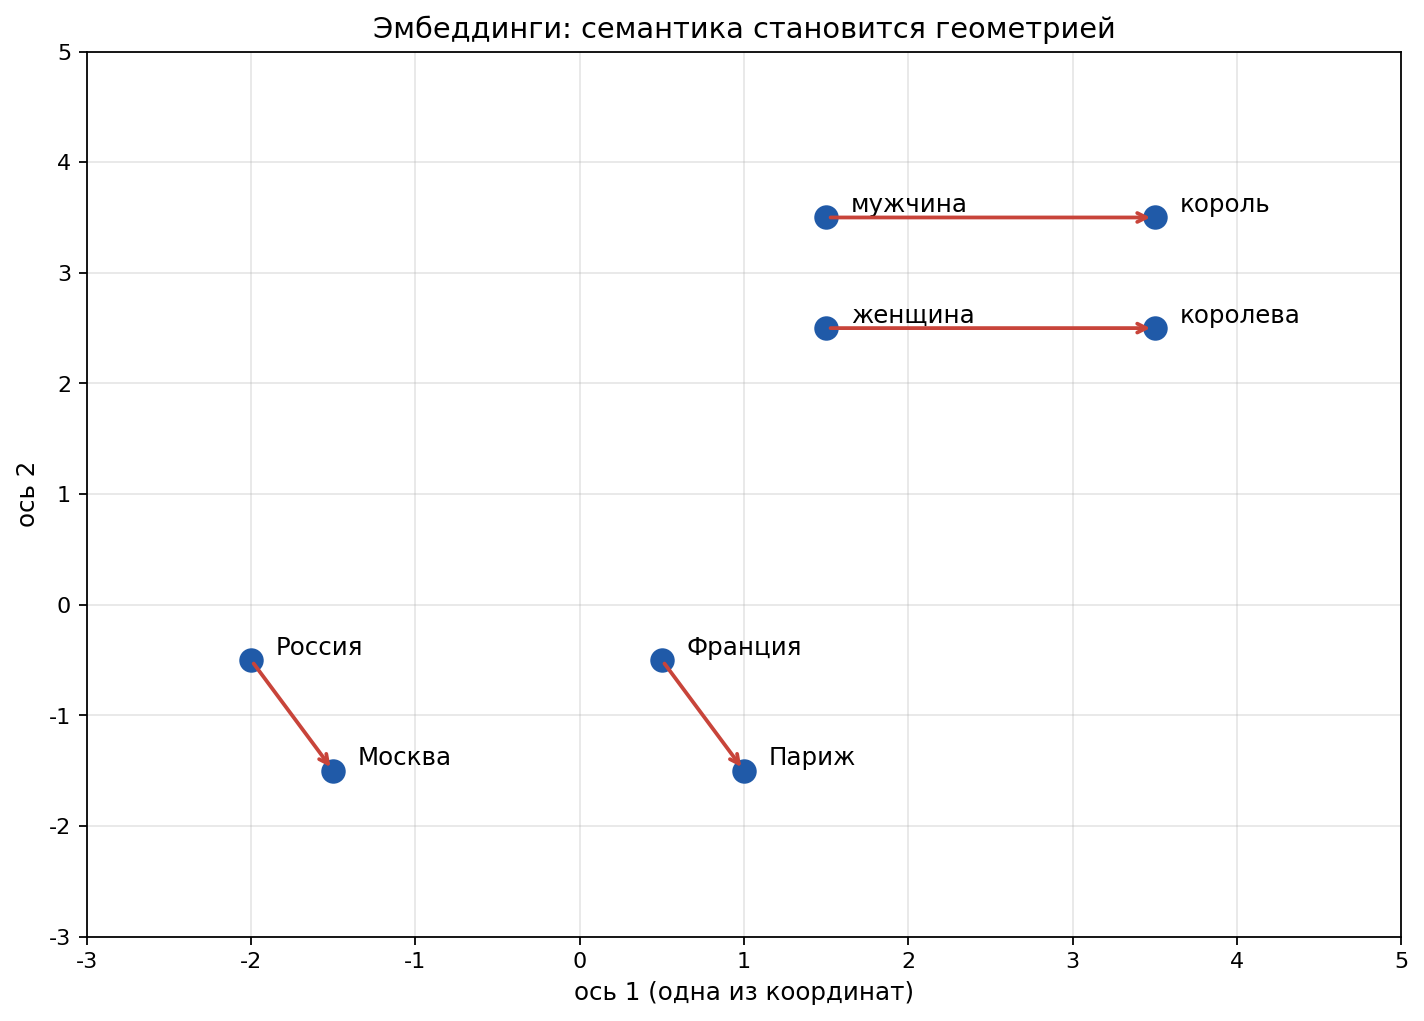 Эмбеддинги: семантика становится геометрией
5
4
3
2
1
0
-1
-2
-3
ось 2
мужчина
король
женщина
королева
Россия
Франция
Москва
Париж
-3 -2 -1 0 1 2 3 4 5
ось 1 (одна из координат)